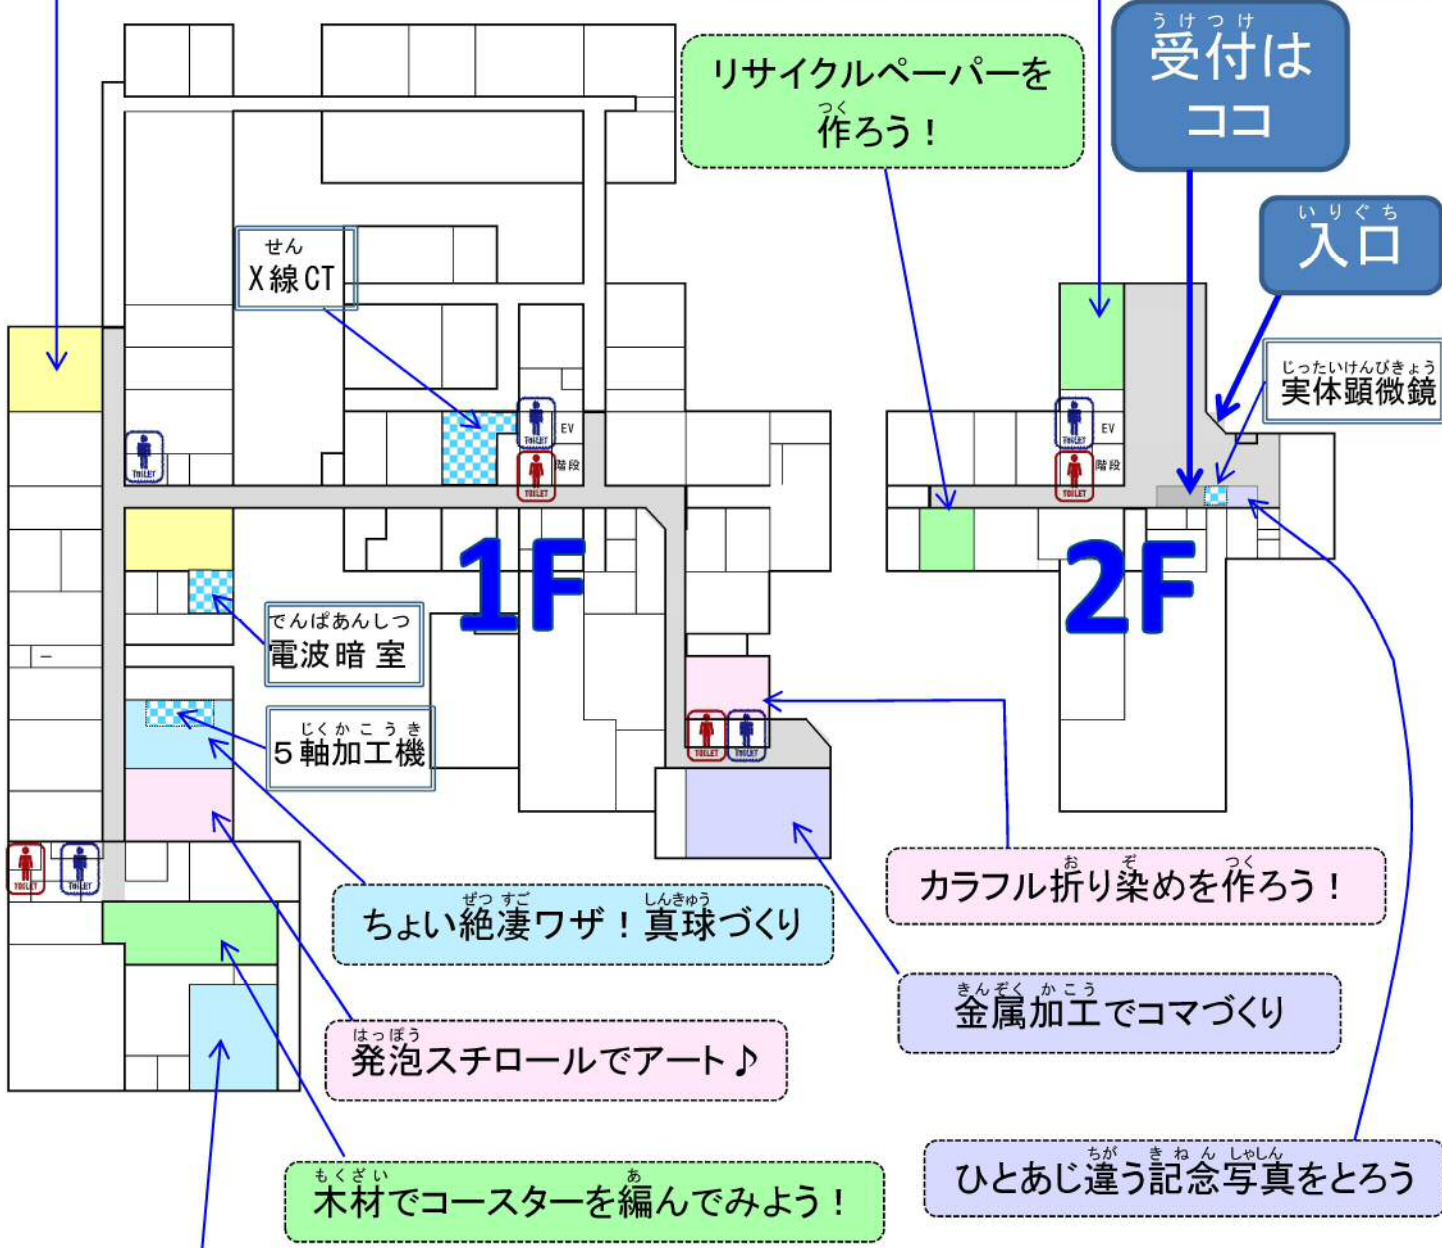 リサイクルペーパーを
つく
作ろう！
うけつけ
受付は
ココ
いりぐち
入口
せん
X線CT
じったいけんびきょう
実体顕微鏡
TOILET
EV
TOILET
EV
TOILET
TOILET
階段
TOILET
階段
1F
2F
でんぱあんしつ
電波暗室
じくかこうき
5軸加工機
TOILET
TOILET
TOILET
TOILET
お ぞ つく
カラフル折り染めを作ろう！
ぜつ すご しんきゅう
ちょい絶凄ワザ！真球づくり
きんぞく かこう
金属加工でコマづくり
はっぽう
発泡スチロールでアート♪
ちが きねん しゃしん
ひとあじ違う記念写真をとろう
もくざい あ
木材でコースターを編んでみよう！